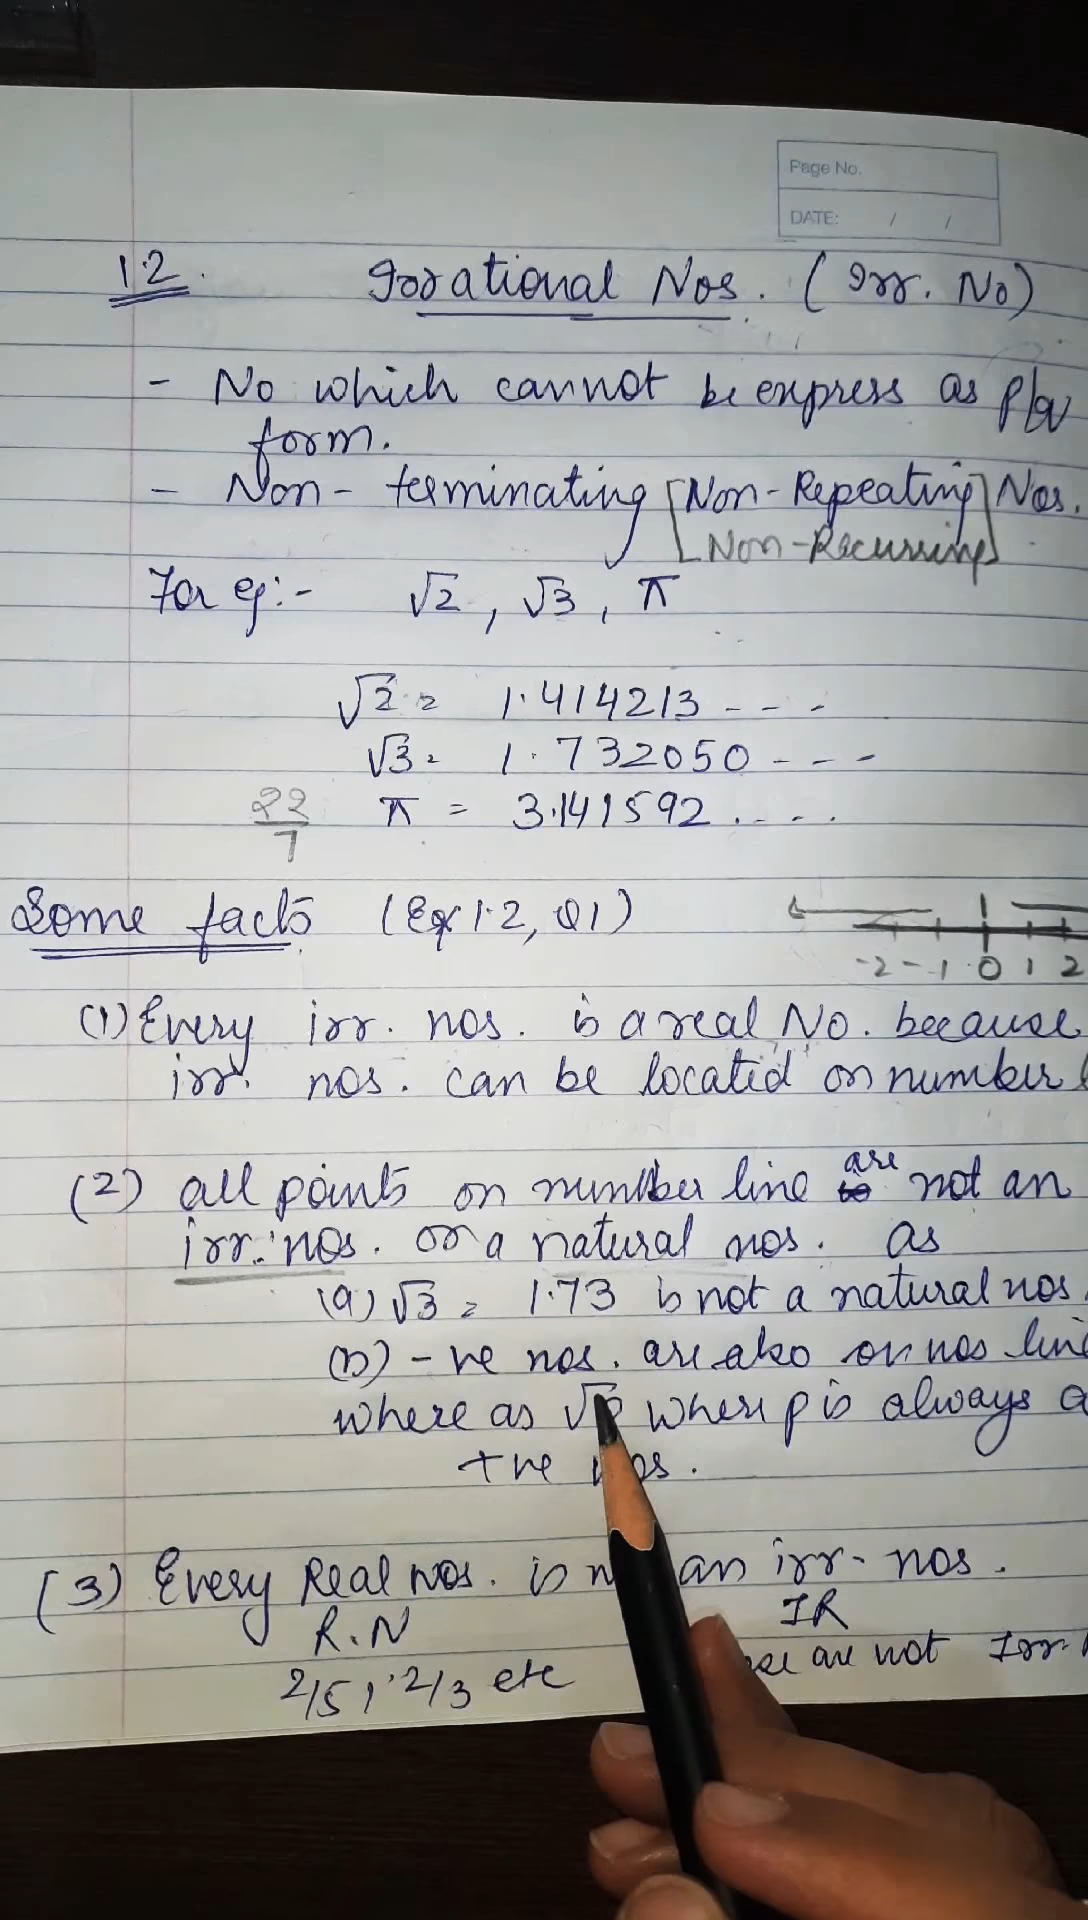 Page No.
DATE: / /
1.2. Irrational Nos. ( Irr. No)
- No which cannot be express as p/q
form.
- Non-terminating [Non-Repeating] Nos.
[Non-Recurring]
For eg:- √2, √3, π
√2 = 1.414213 - - -
√3 = 1.732050 - - -
22/7 π = 3.141592 . . . .
Some facts (Ex 1.2, Q1)
-2 -1 0 1 2
(1) Every irr. nos. is a real No. because
irr. nos. can be located on number
(2) all points on number line are not an
irr. nos. or a natural nos. as
(a) √3 = 1.73 is not a natural nos.
(b) -ve nos. are also on nos line
where as √p where p is always a
+ve nos.
(3) Every Real nos. is an irr. nos.
R.N IR
2/5, 2/3 etc are not Irr.